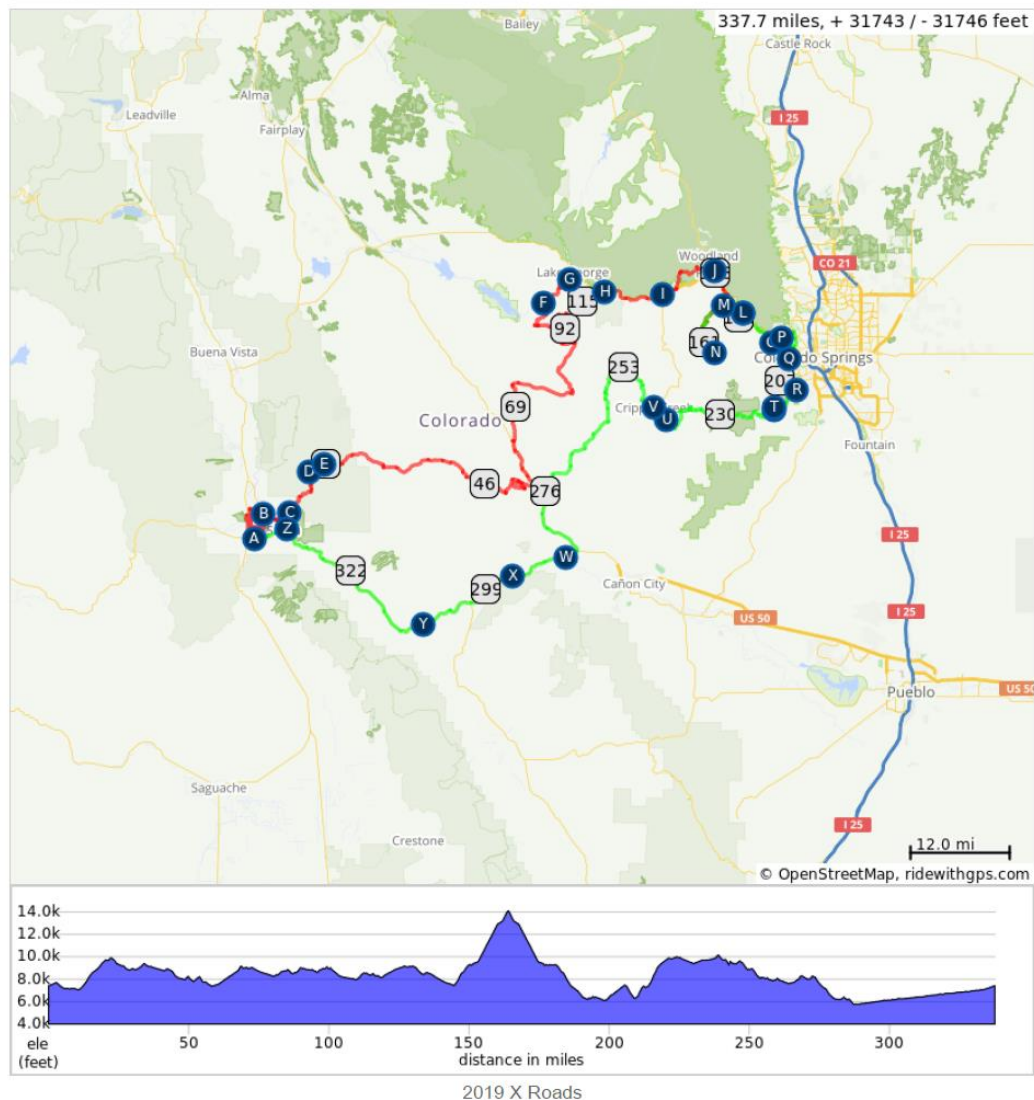 337.7 miles, + 31743 / - 31746 feet
Bailey
Castle Rock
Alma
Leadville
Fairplay
I 25
CO 21
Woodland
J
Lake George
G
H
I
F
115
M
L
92
P
Buena Vista
161
N
Colorado Springs
Q
253
R
69
Cripple Creek
V
U
230
T
Colorado
Fountain
D
E
46
276
B
C
Z
A
I 25
W
322
X
299
Cañon City
US 50
I 25
Y
Pueblo
US 50
Saguache
I 25
Crestone
12.0 mi
© OpenStreetMap, ridewithgps.com
14.0k
12.0k
10.0k
8.0k
6.0k
4.0k
ele
(feet)
50
100
150
200
250
300
distance in miles
2019 X Roads